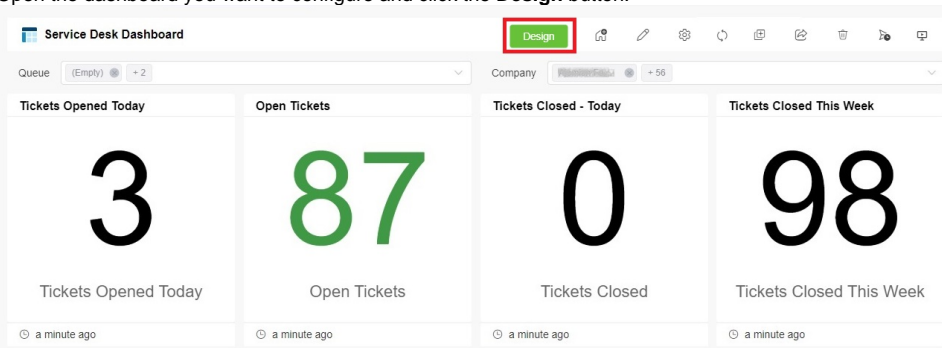 Open the dashboard you want to configure and click the Design button.
Service Desk Dashboard
Design
Queue (Empty) + 2
Company + 56
Tickets Opened Today
Open Tickets
Tickets Closed - Today
Tickets Closed This Week
3
87
0
98
Tickets Opened Today
Open Tickets
Tickets Closed
Tickets Closed This Week
a minute ago
a minute ago
a minute ago
a minute ago